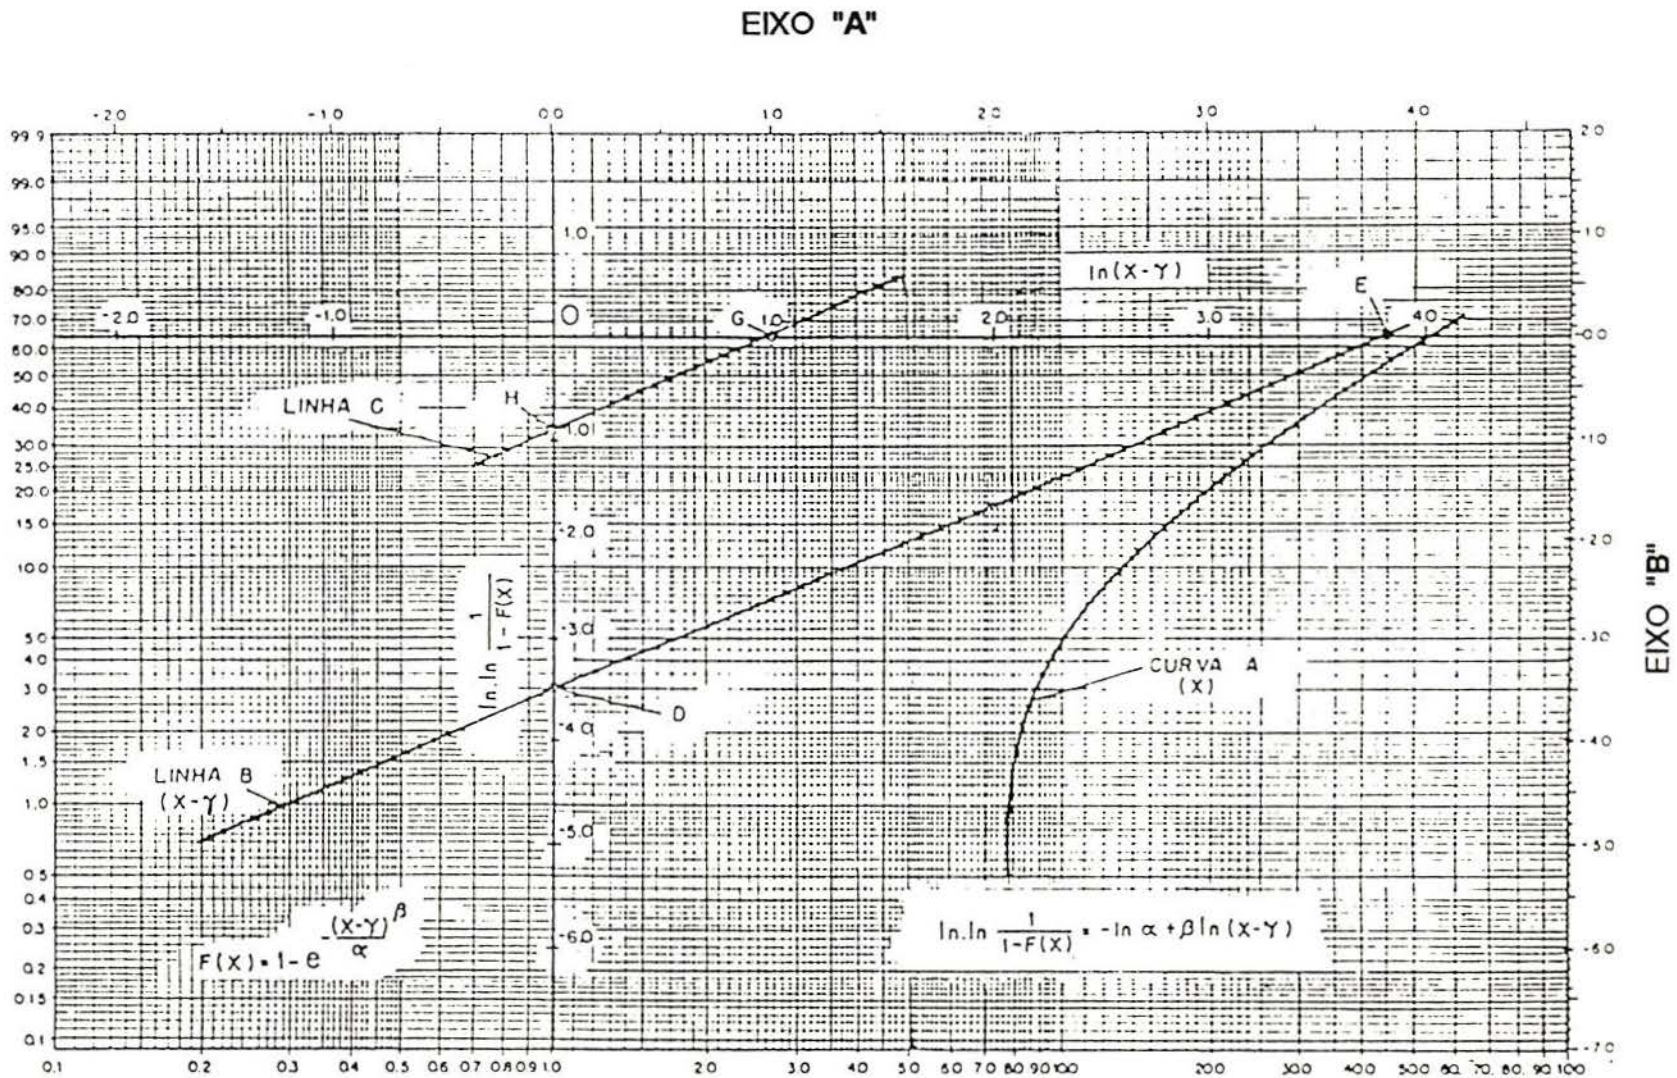 EIXO "A"
-2.0 -1.0 0.0 1.0 2.0 3.0 4.0
99 9
99.0
95.0
90 0
80.0
70 0
60.0
50 0
40.0
30.0
25.0
20.0
15.0
10 0
5 0
4 0
3 0
2 0
1.5
1,0
0 5
0 4
0.3
0 2
0 15
0 1
2 0
1 0
-0 0
-1 0
-2 0
-3 0
-4 0
-5 0
-6 0
-7.0
EIXO "B"
1.0
ln(X-γ)
E
-2.0 -1.0 O G 1.0 2.0 3.0 4.0
LINHA C
H
-1.0
-2.0
ln. ln 1 / 1 - F(X)
-3.0
CURVA A
(X)
D
-4.0
LINHA B
(X-γ)
-5.0
F(X) = 1 - e -(X-γ)β / α
-6.0
ln. ln 1 / 1-F(X) = -ln α + β ln (X-γ)
0.1 0.2 0.3 0.4 0.5 0.6 0.7 0.8 0.9 1.0 2.0 3.0 4.0 5.0 6.0 7.0 8.0 9.0 10.0 20.0 30.0 40.0 50 60 70. 80. 90. 100